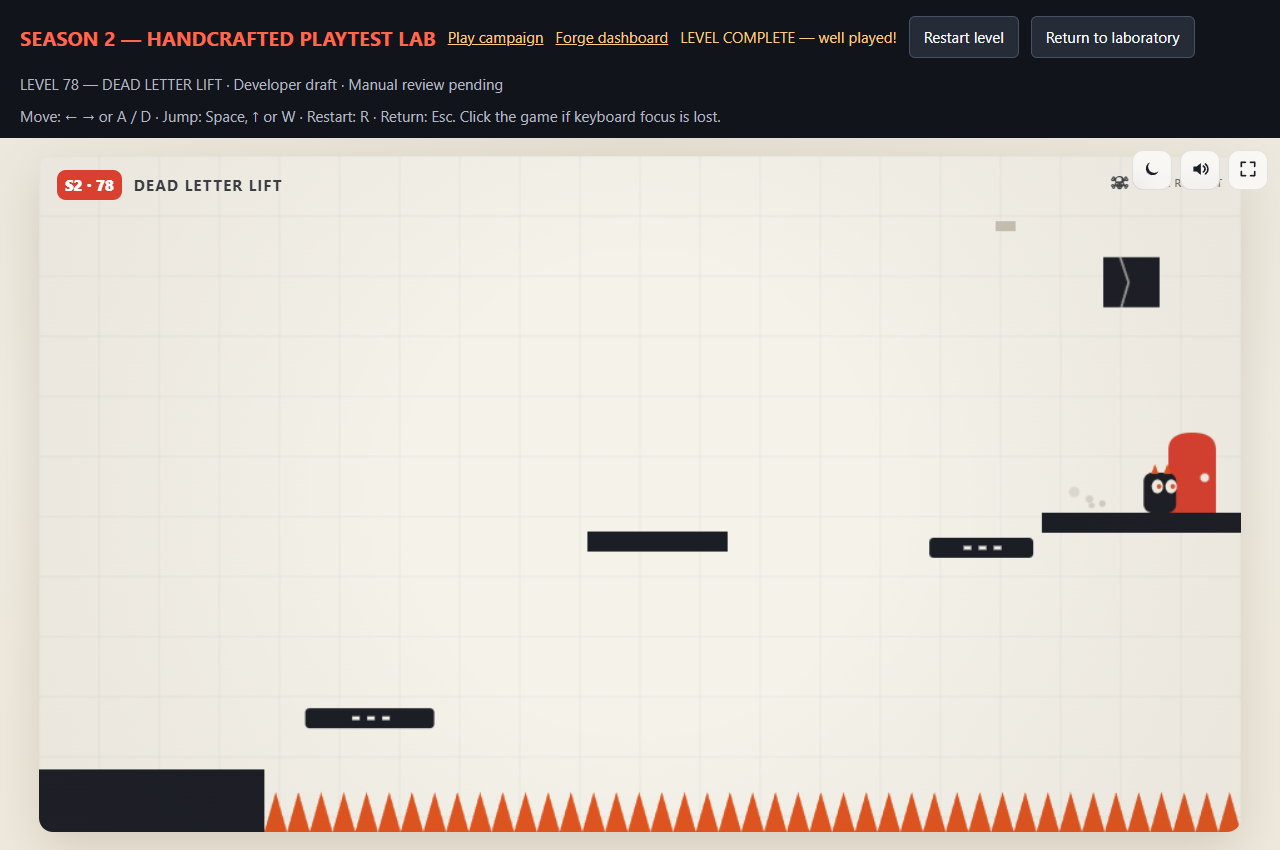 SEASON 2 — HANDCRAFTED PLAYTEST LAB Play campaign Forge dashboard LEVEL COMPLETE — well played! Restart level Return to laboratory
LEVEL 78 — DEAD LETTER LIFT · Developer draft · Manual review pending
Move: ← → or A / D · Jump: Space, ↑ or W · Restart: R · Return: Esc. Click the game if keyboard focus is lost.
S2 · 78 DEAD LETTER LIFT